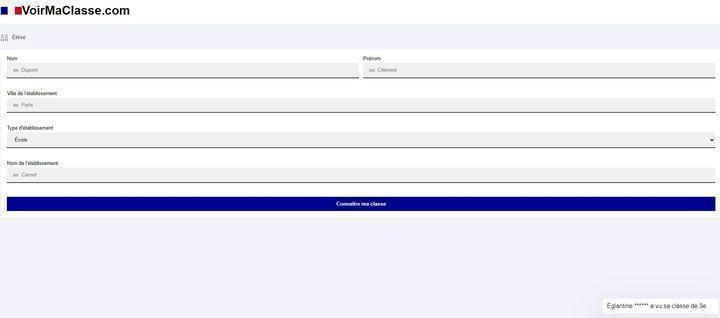 VoirMaClasse.com
Élève
Nom Prénom
ex: Dupont ex: Clément
Ville de l'établissement
ex: Paris
Type d'établissement
École
Nom de l'établissement
ex: Carnot
Connaître ma classe
Églantine ****** a vu sa classe de 3e